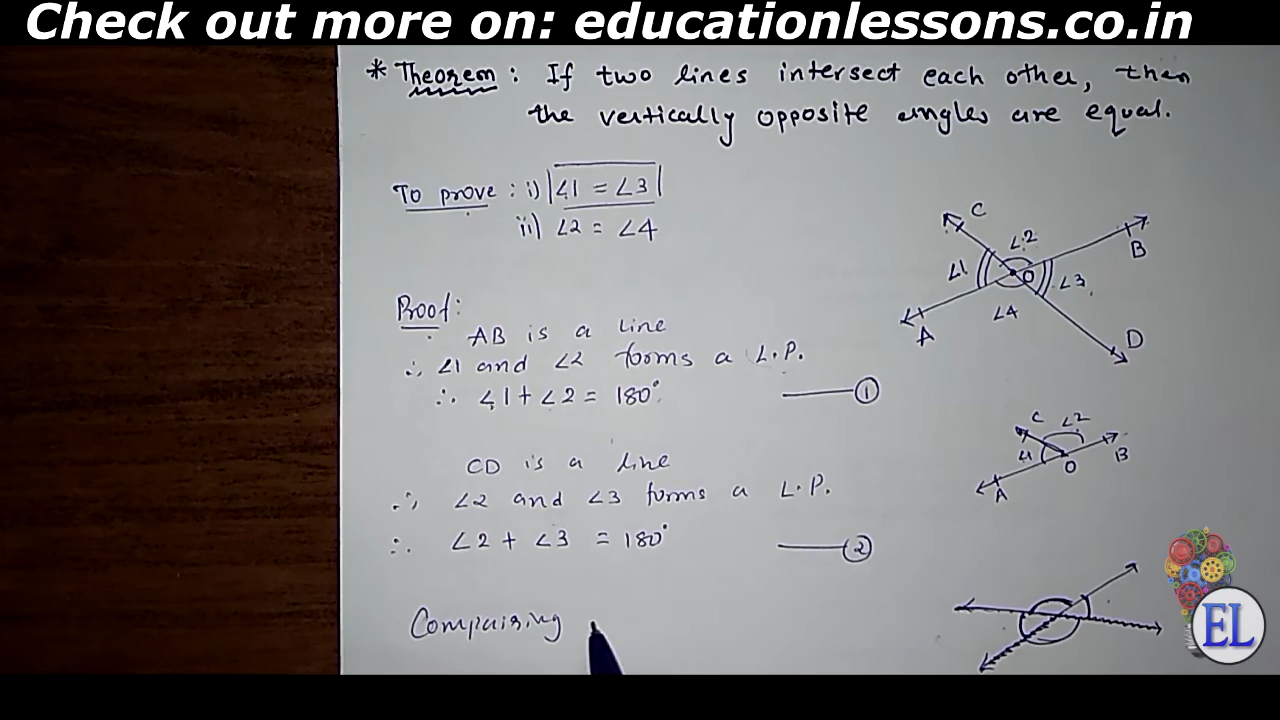 Check out more on: educationlessons.co.in
* Theorem : If two lines intersect each other, then
the vertically opposite angles are equal.
To prove : i) ∠1 = ∠3
ii) ∠2 = ∠4
Proof :
AB is a line
∴ ∠1 and ∠2 forms a L.P.
∴ ∠1 + ∠2 = 180° ——— ①
CD is a line
∴ ∠2 and ∠3 forms a L.P.
∴ ∠2 + ∠3 = 180° ——— ②
Compairing
C
∠2
B
∠1
O
∠3
A
∠4
D
C
∠2
∠1
O
B
A
EL